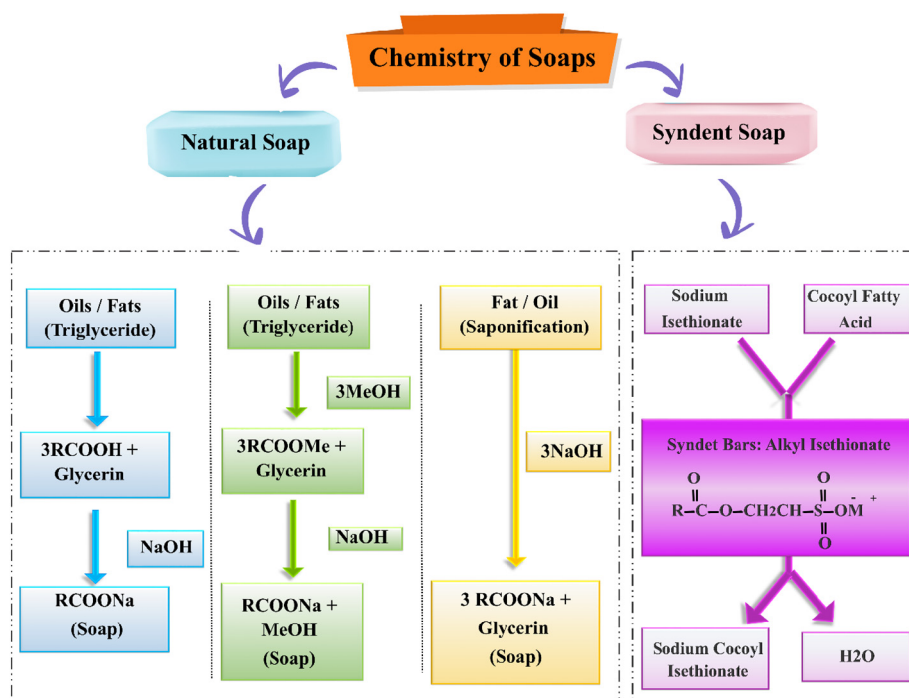 Chemistry of Soaps
Natural Soap
Syndent Soap
Oils / Fats
(Triglyceride)
3RCOOH +
Glycerin
NaOH
RCOONa
(Soap)
Oils / Fats
(Triglyceride)
3MeOH
3RCOOMe +
Glycerin
NaOH
RCOONa +
MeOH
(Soap)
Fat / Oil
(Saponification)
3NaOH
3 RCOONa +
Glycerin
(Soap)
Sodium
Isethionate
Cocoyl Fatty
Acid
Syndet Bars: Alkyl Isethionate
O O
R–C–O–CH2CH–S–OM - +
O
Sodium Cocoyl
Isethionate
H2O